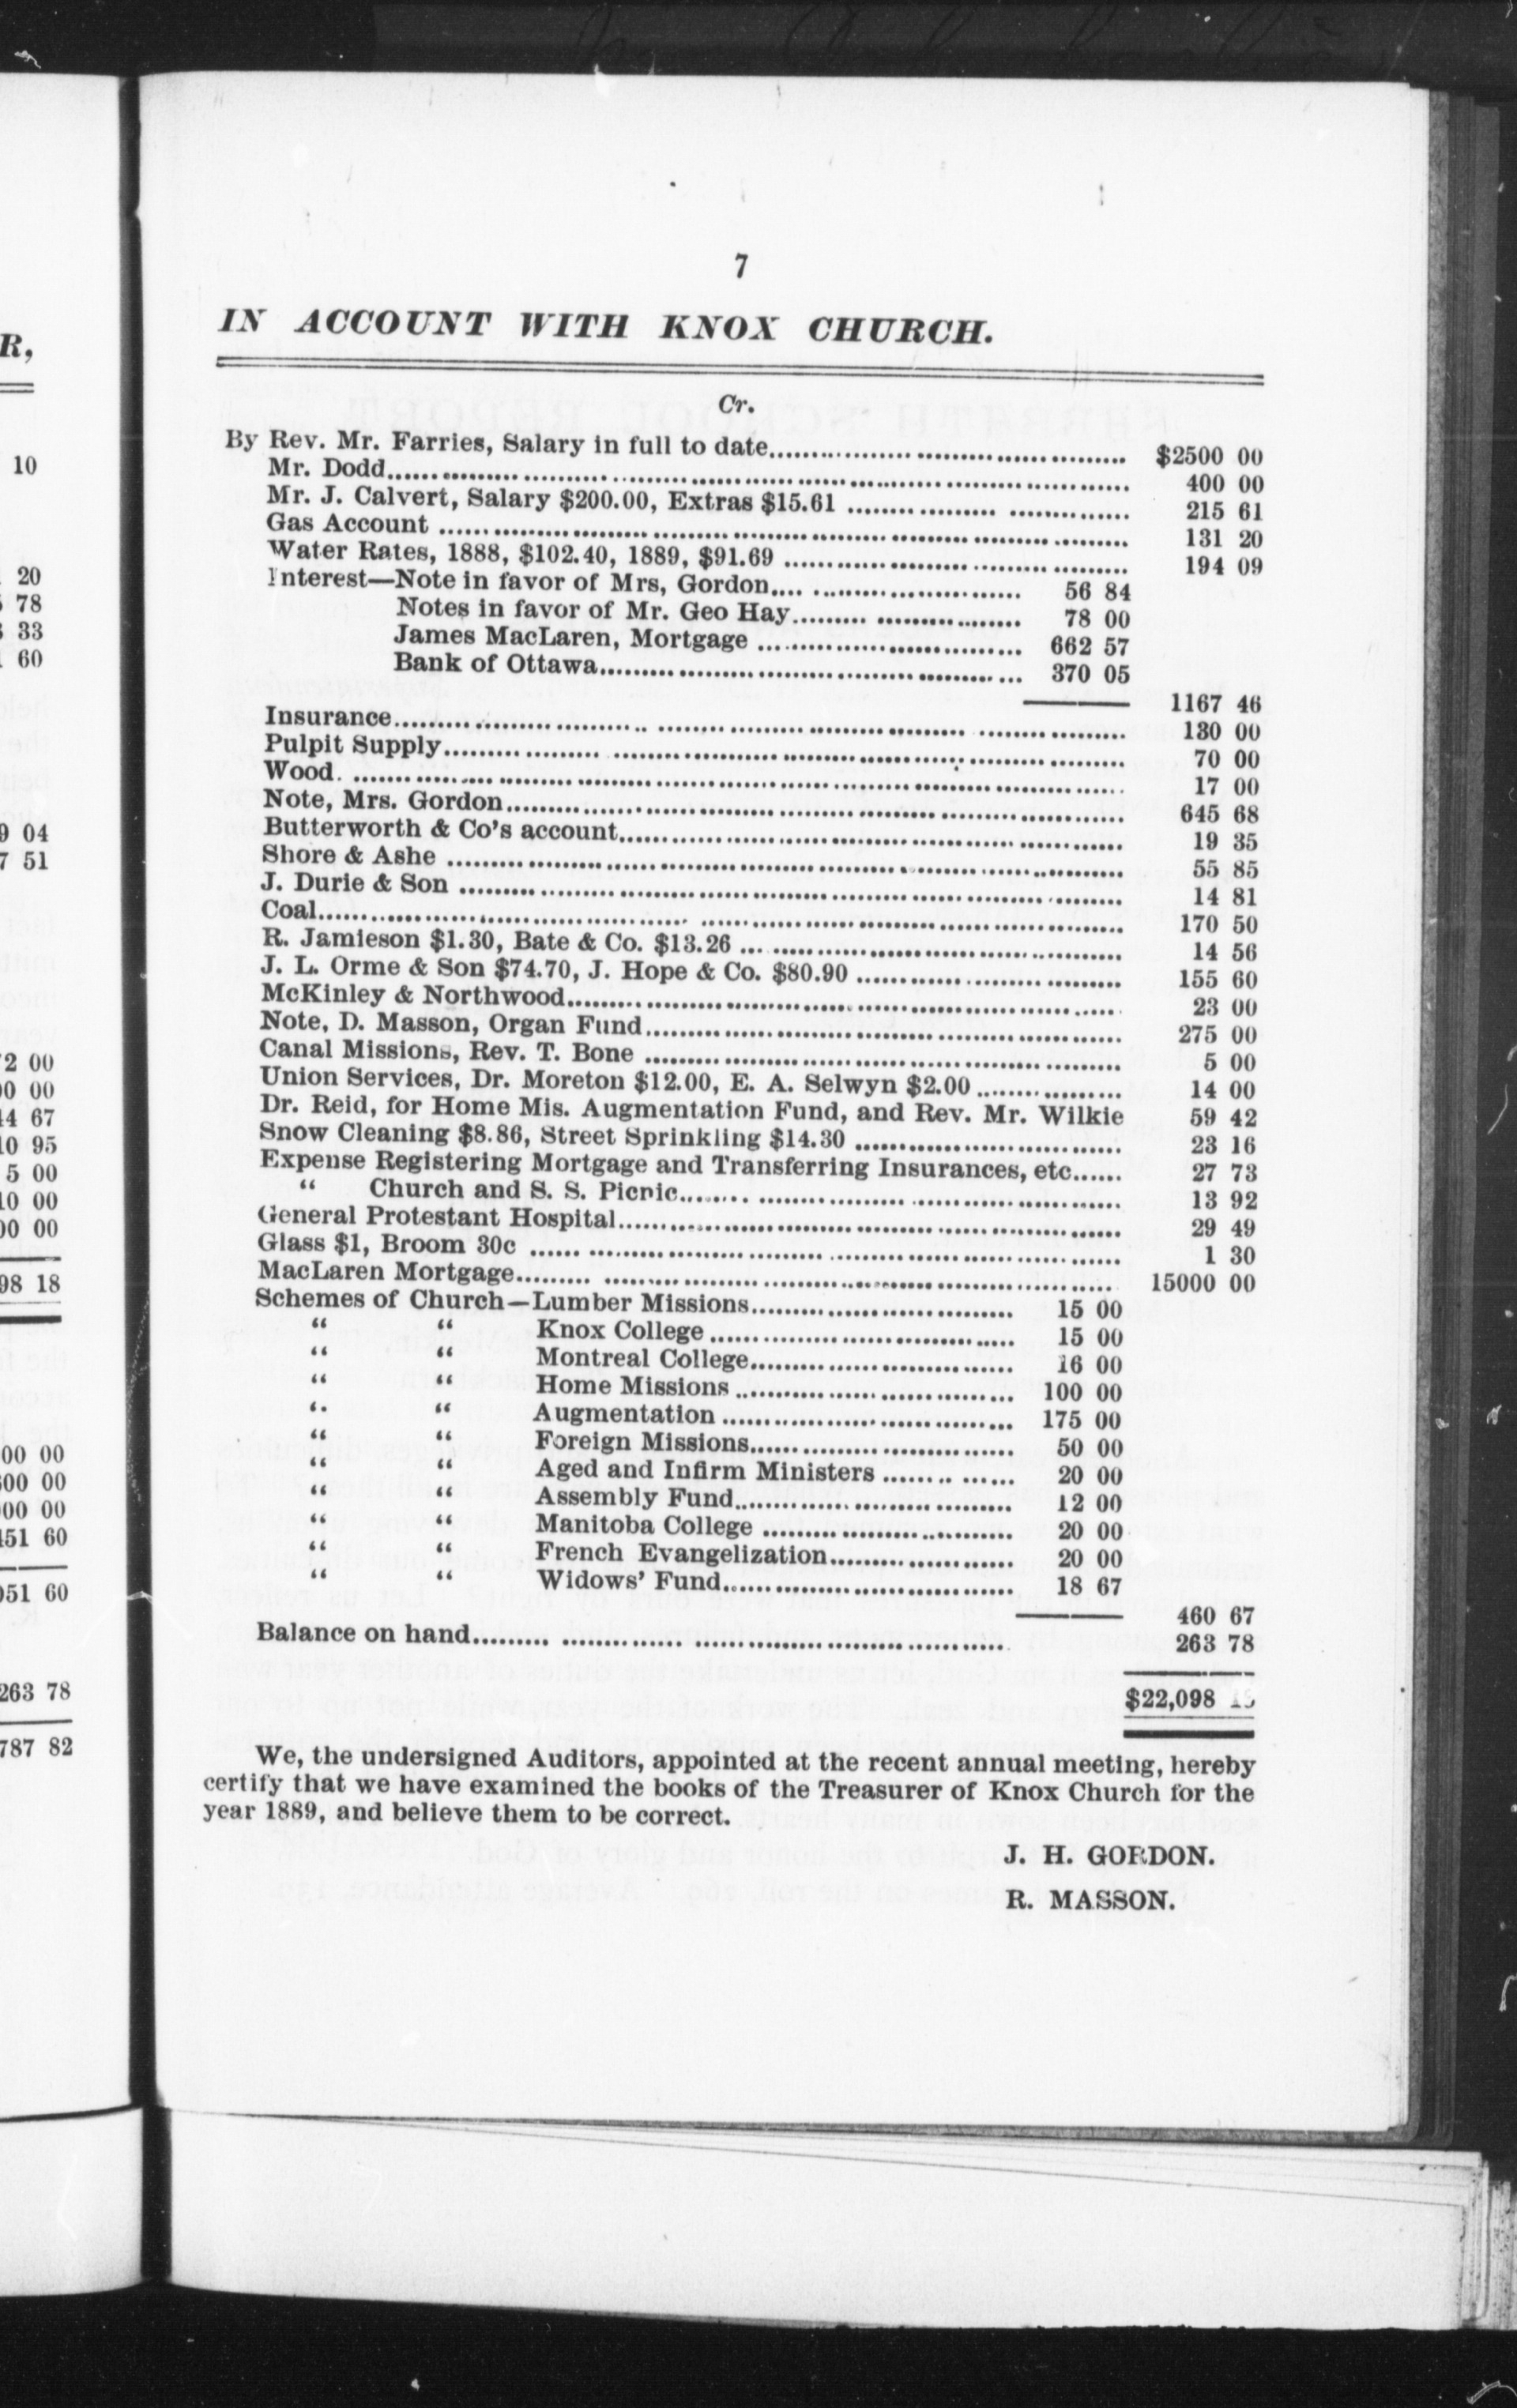 7
IN ACCOUNT WITH KNOX CHURCH.
Cr.
By Rev. Mr. Farries, Salary in full to date $2500 00
Mr. Dodd 400 00
Mr. J. Calvert, Salary $200.00, Extras $15.61 215 61
Gas Account 131 20
Water Rates, 1888, $102.40, 1889, $91.69 194 09
Interest—Note in favor of Mrs, Gordon 56 84
Notes in favor of Mr. Geo Hay 78 00
James MacLaren, Mortgage 662 57
Bank of Ottawa 370 05
1167 46
Insurance 130 00
Pulpit Supply 70 00
Wood. 17 00
Note, Mrs. Gordon 645 68
Butterworth & Co's account 19 35
Shore & Ashe 55 85
J. Durie & Son 14 81
Coal 170 50
R. Jamieson $1.30, Bate & Co. $13.26 14 56
J. L. Orme & Son $74.70, J. Hope & Co. $80.90 155 60
McKinley & Northwood 23 00
Note, D. Masson, Organ Fund 275 00
Canal Missions, Rev. T. Bone 5 00
Union Services, Dr. Moreton $12.00, E. A. Selwyn $2.00 14 00
Dr. Reid, for Home Mis. Augmentation Fund, and Rev. Mr. Wilkie 59 42
Snow Cleaning $8.86, Street Sprinkling $14.30 23 16
Expense Registering Mortgage and Transferring Insurances, etc 27 73
“ Church and S. S. Picnic 13 92
General Protestant Hospital 29 49
Glass $1, Broom 30c 1 30
MacLaren Mortgage 15000 00
Schemes of Church—Lumber Missions 15 00
“ “ Knox College 15 00
“ “ Montreal College 16 00
“ “ Home Missions 100 00
“ “ Augmentation 175 00
“ “ Foreign Missions 50 00
“ “ Aged and Infirm Ministers 20 00
“ “ Assembly Fund 12 00
“ “ Manitoba College 20 00
“ “ French Evangelization 20 00
“ “ Widows' Fund 18 67
460 67
Balance on hand 263 78
$22,098
We, the undersigned Auditors, appointed at the recent annual meeting, hereby
certify that we have examined the books of the Treasurer of Knox Church for the
year 1889, and believe them to be correct.
J. H. GORDON.
R. MASSON.